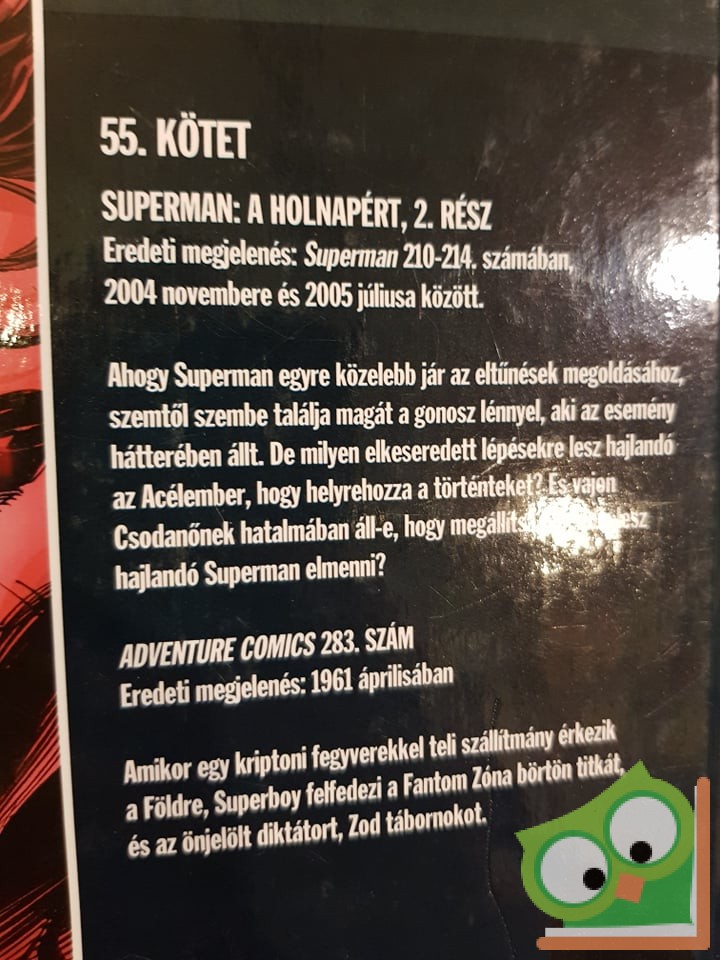 55. KÖTET
SUPERMAN: A HOLNAPÉRT, 2. RÉSZ
Eredeti megjelenés: Superman 210-214. számában,
2004 novembere és 2005 júliusa között.
Ahogy Superman egyre közelebb jár az eltűnések megoldásához,
szemtől szembe találja magát a gonosz lénnyel, aki az esemény
hátterében állt. De milyen elkeseredett lépésekre lesz hajlandó
az Acélember, hogy helyrehozza a történteket? És vajon
Csodanőnek hatalmában áll-e, hogy
hajlandó Superman elmenni?
ADVENTURE COMICS 283. SZÁM
Eredeti megjelenés: 1961 áprilisában
Amikor egy kriptoni fegyverekkel teli szállítmány érkezik
a Földre, Superboy felfedezi a Fantom Zóna börtön titkát,
és az önjelölt diktátort, Zod tábornokot.